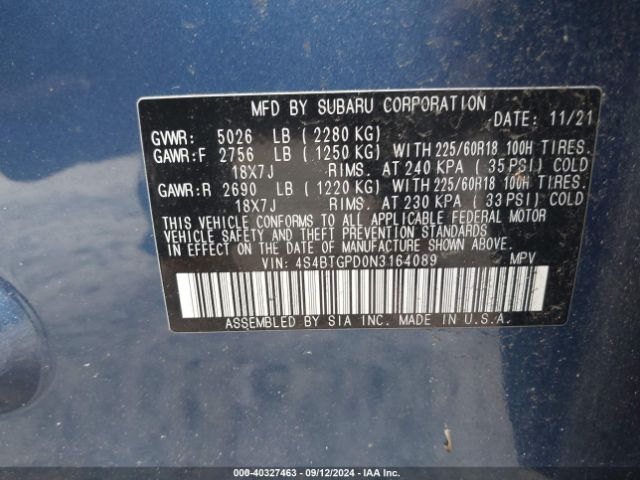 MFD BY SUBARU CORPORATION
DATE: 11/21
GVWR: 5026 LB ( 2280 KG)
GAWR:F 2756 LB ( 1250 KG) WITH 225/60R18 100H TIRES.
18X7J RIMS. AT 240 KPA ( 35 PSI) COLD
GAWR:R 2690 LB ( 1220 KG) WITH 225/60R18 100H TIRES.
18X7J RIMS. AT 230 KPA ( 33 PSI) COLD
THIS VEHICLE CONFORMS TO ALL APPLICABLE FEDERAL MOTOR
VEHICLE SAFETY AND THEFT PREVENTION STANDARDS
IN EFFECT ON THE DATE OF MANUFACTURE SHOWN ABOVE.
VIN: 4S4BTGPD0N3164089 MPV
ASSEMBLED BY SIA INC. MADE IN U.S.A.
000-40327463 - 09/12/2024 - IAA Inc.